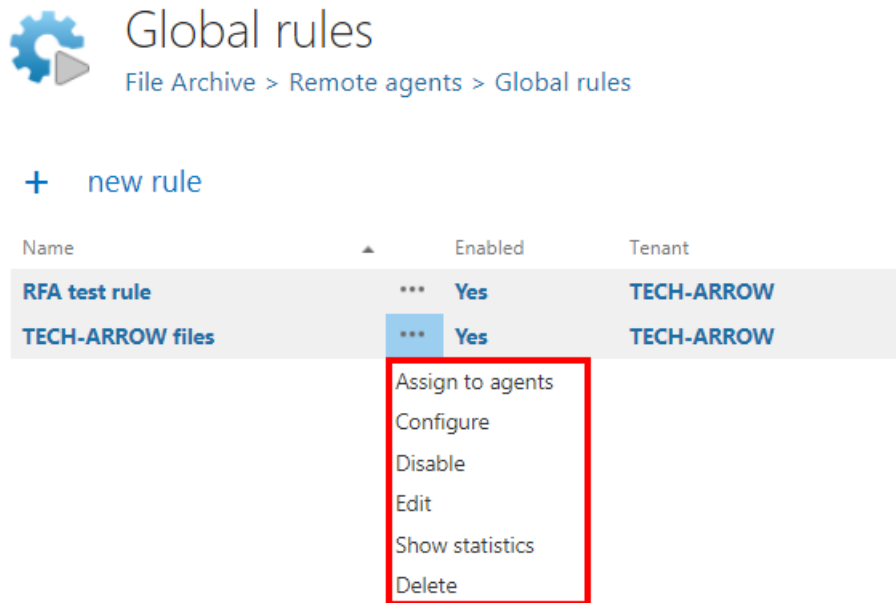 Global rules
File Archive > Remote agents > Global rules
+ new rule
Name Enabled Tenant
RFA test rule ••• Yes TECH-ARROW
TECH-ARROW files ••• Yes TECH-ARROW
Assign to agents
Configure
Disable
Edit
Show statistics
Delete